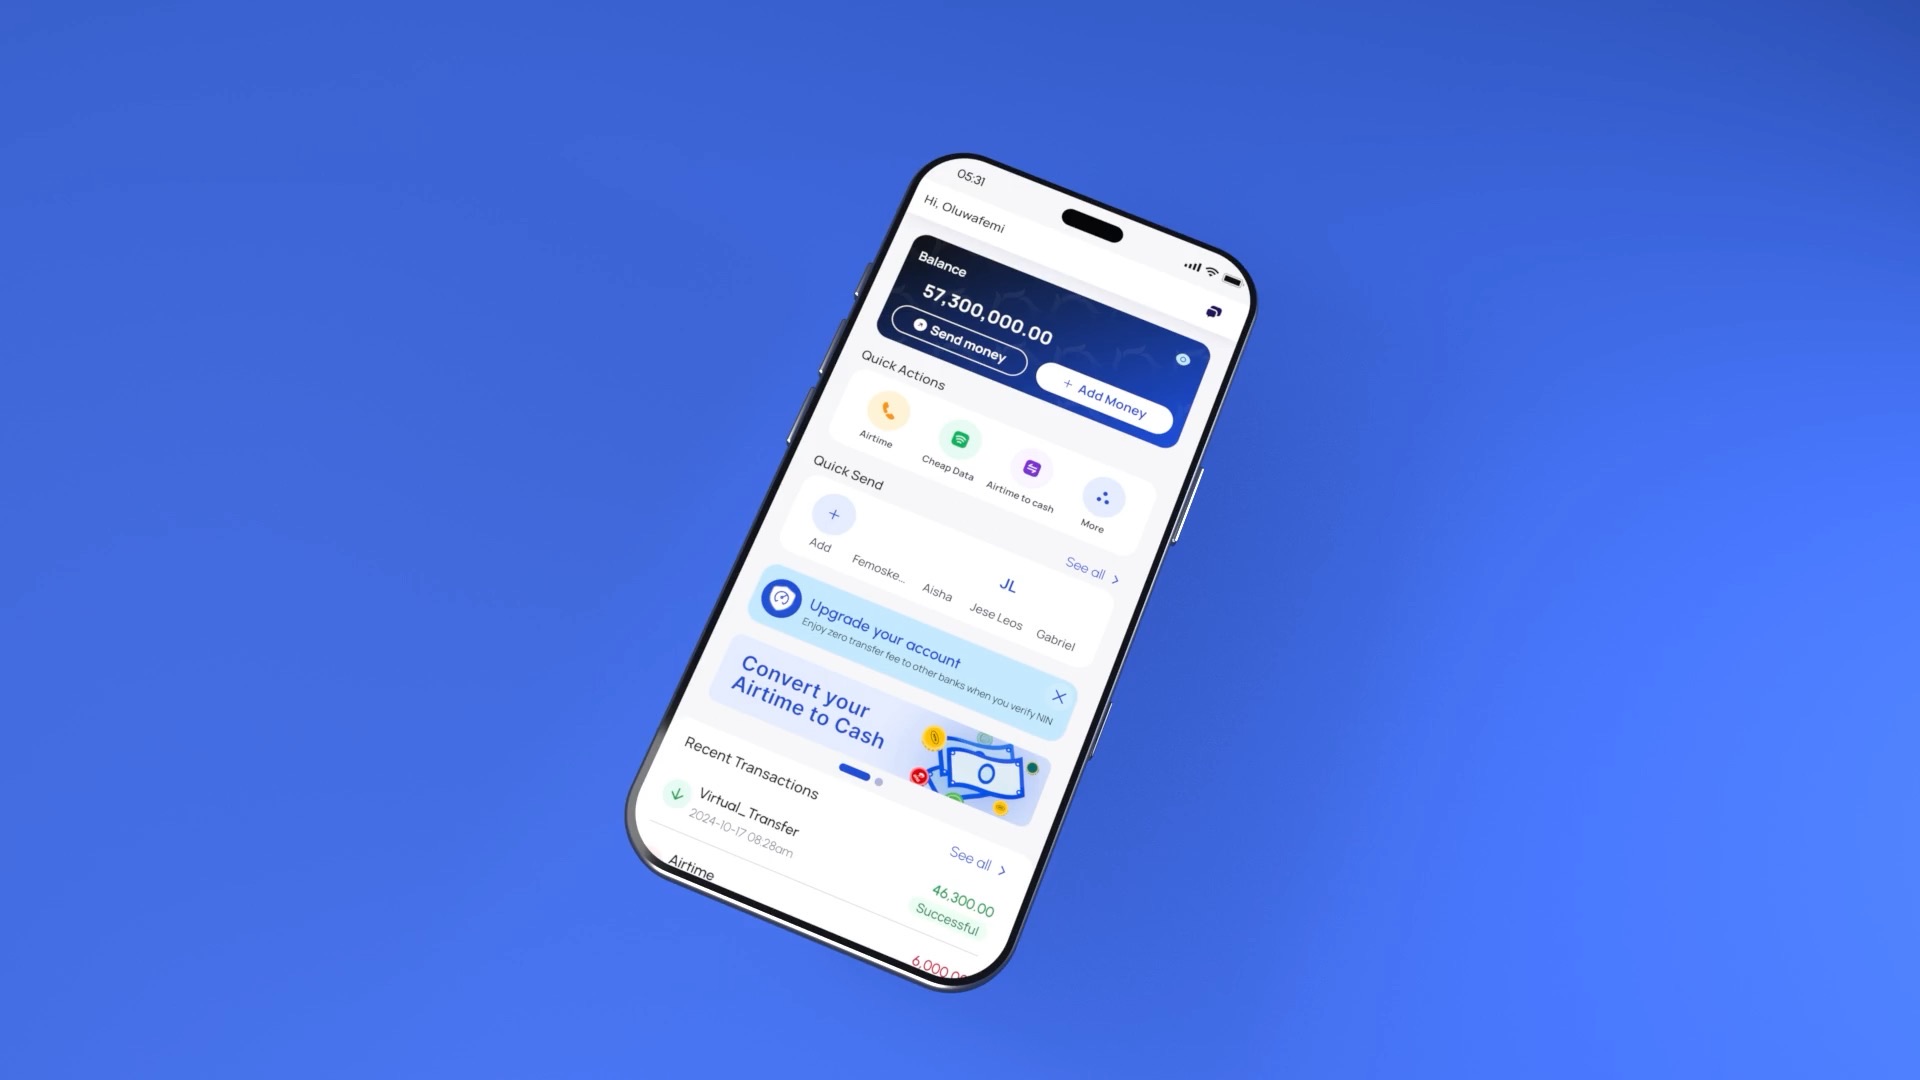 05:31
Hi, Oluwafemi
Balance
57,300,000.00
Send money
+ Add Money
Quick Actions
Airtime
Cheap Data
Airtime to cash
More
Quick Send
See all >
Add
Femoske...
Aisha
JL
Jese Leos
Gabriel
Upgrade your account
Enjoy zero transfer fee to other banks when you verify NIN
Convert your
Airtime to Cash
Recent Transactions
See all >
Virtual_Transfer
2024-10-17 08:28am
46,300.00
Successful
Airtime
6,000.00